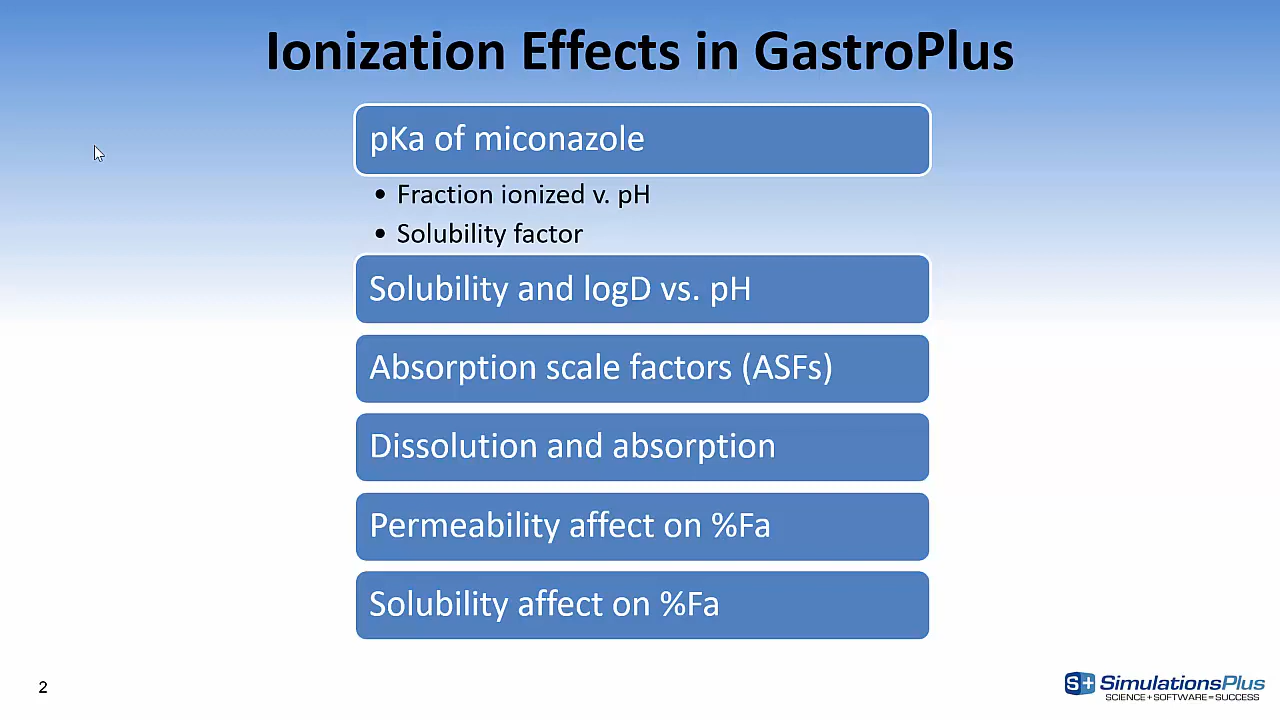 Ionization Effects in GastroPlus
pKa of miconazole
• Fraction ionized v. pH
• Solubility factor
Solubility and logD vs. pH
Absorption scale factors (ASFs)
Dissolution and absorption
Permeability affect on %Fa
Solubility affect on %Fa
2
S+ SimulationsPlus
SCIENCE + SOFTWARE = SUCCESS